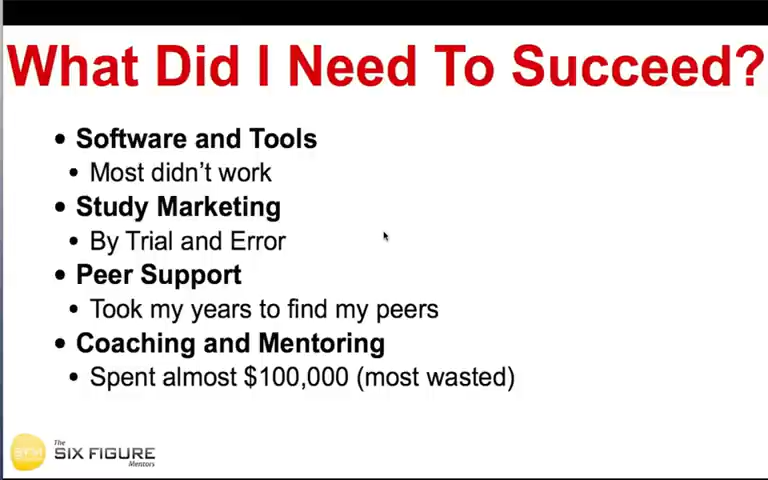 What Did I Need To Succeed?
• Software and Tools
• Most didn't work
• Study Marketing
• By Trial and Error
• Peer Support
• Took my years to find my peers
• Coaching and Mentoring
• Spent almost $100,000 (most wasted)
The
SIX FIGURE
Mentors